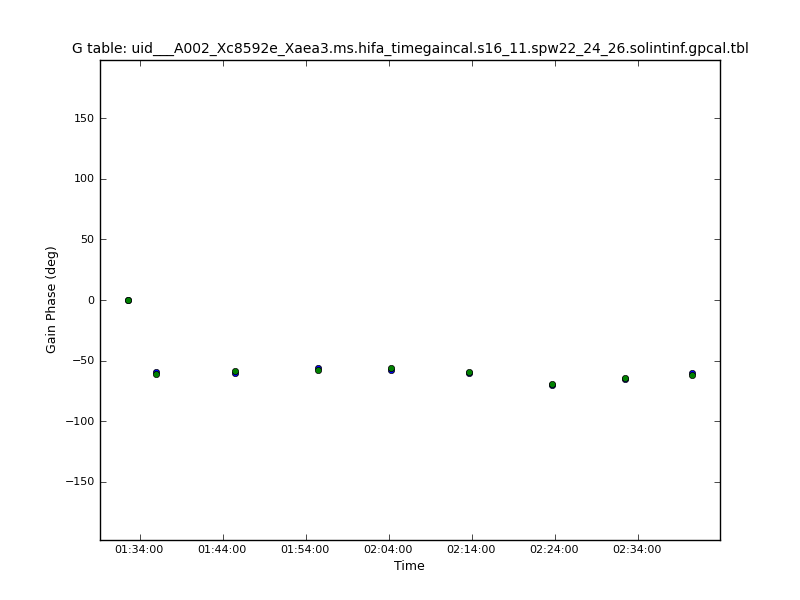 G table: uid___A002_Xc8592e_Xaea3.ms.hifa_timegaincal.s16_11.spw22_24_26.solintinf.gpcal.tbl
150
100
50
0
−50
−100
−150
Gain Phase (deg)
01:34:00 01:44:00 01:54:00 02:04:00 02:14:00 02:24:00 02:34:00
Time